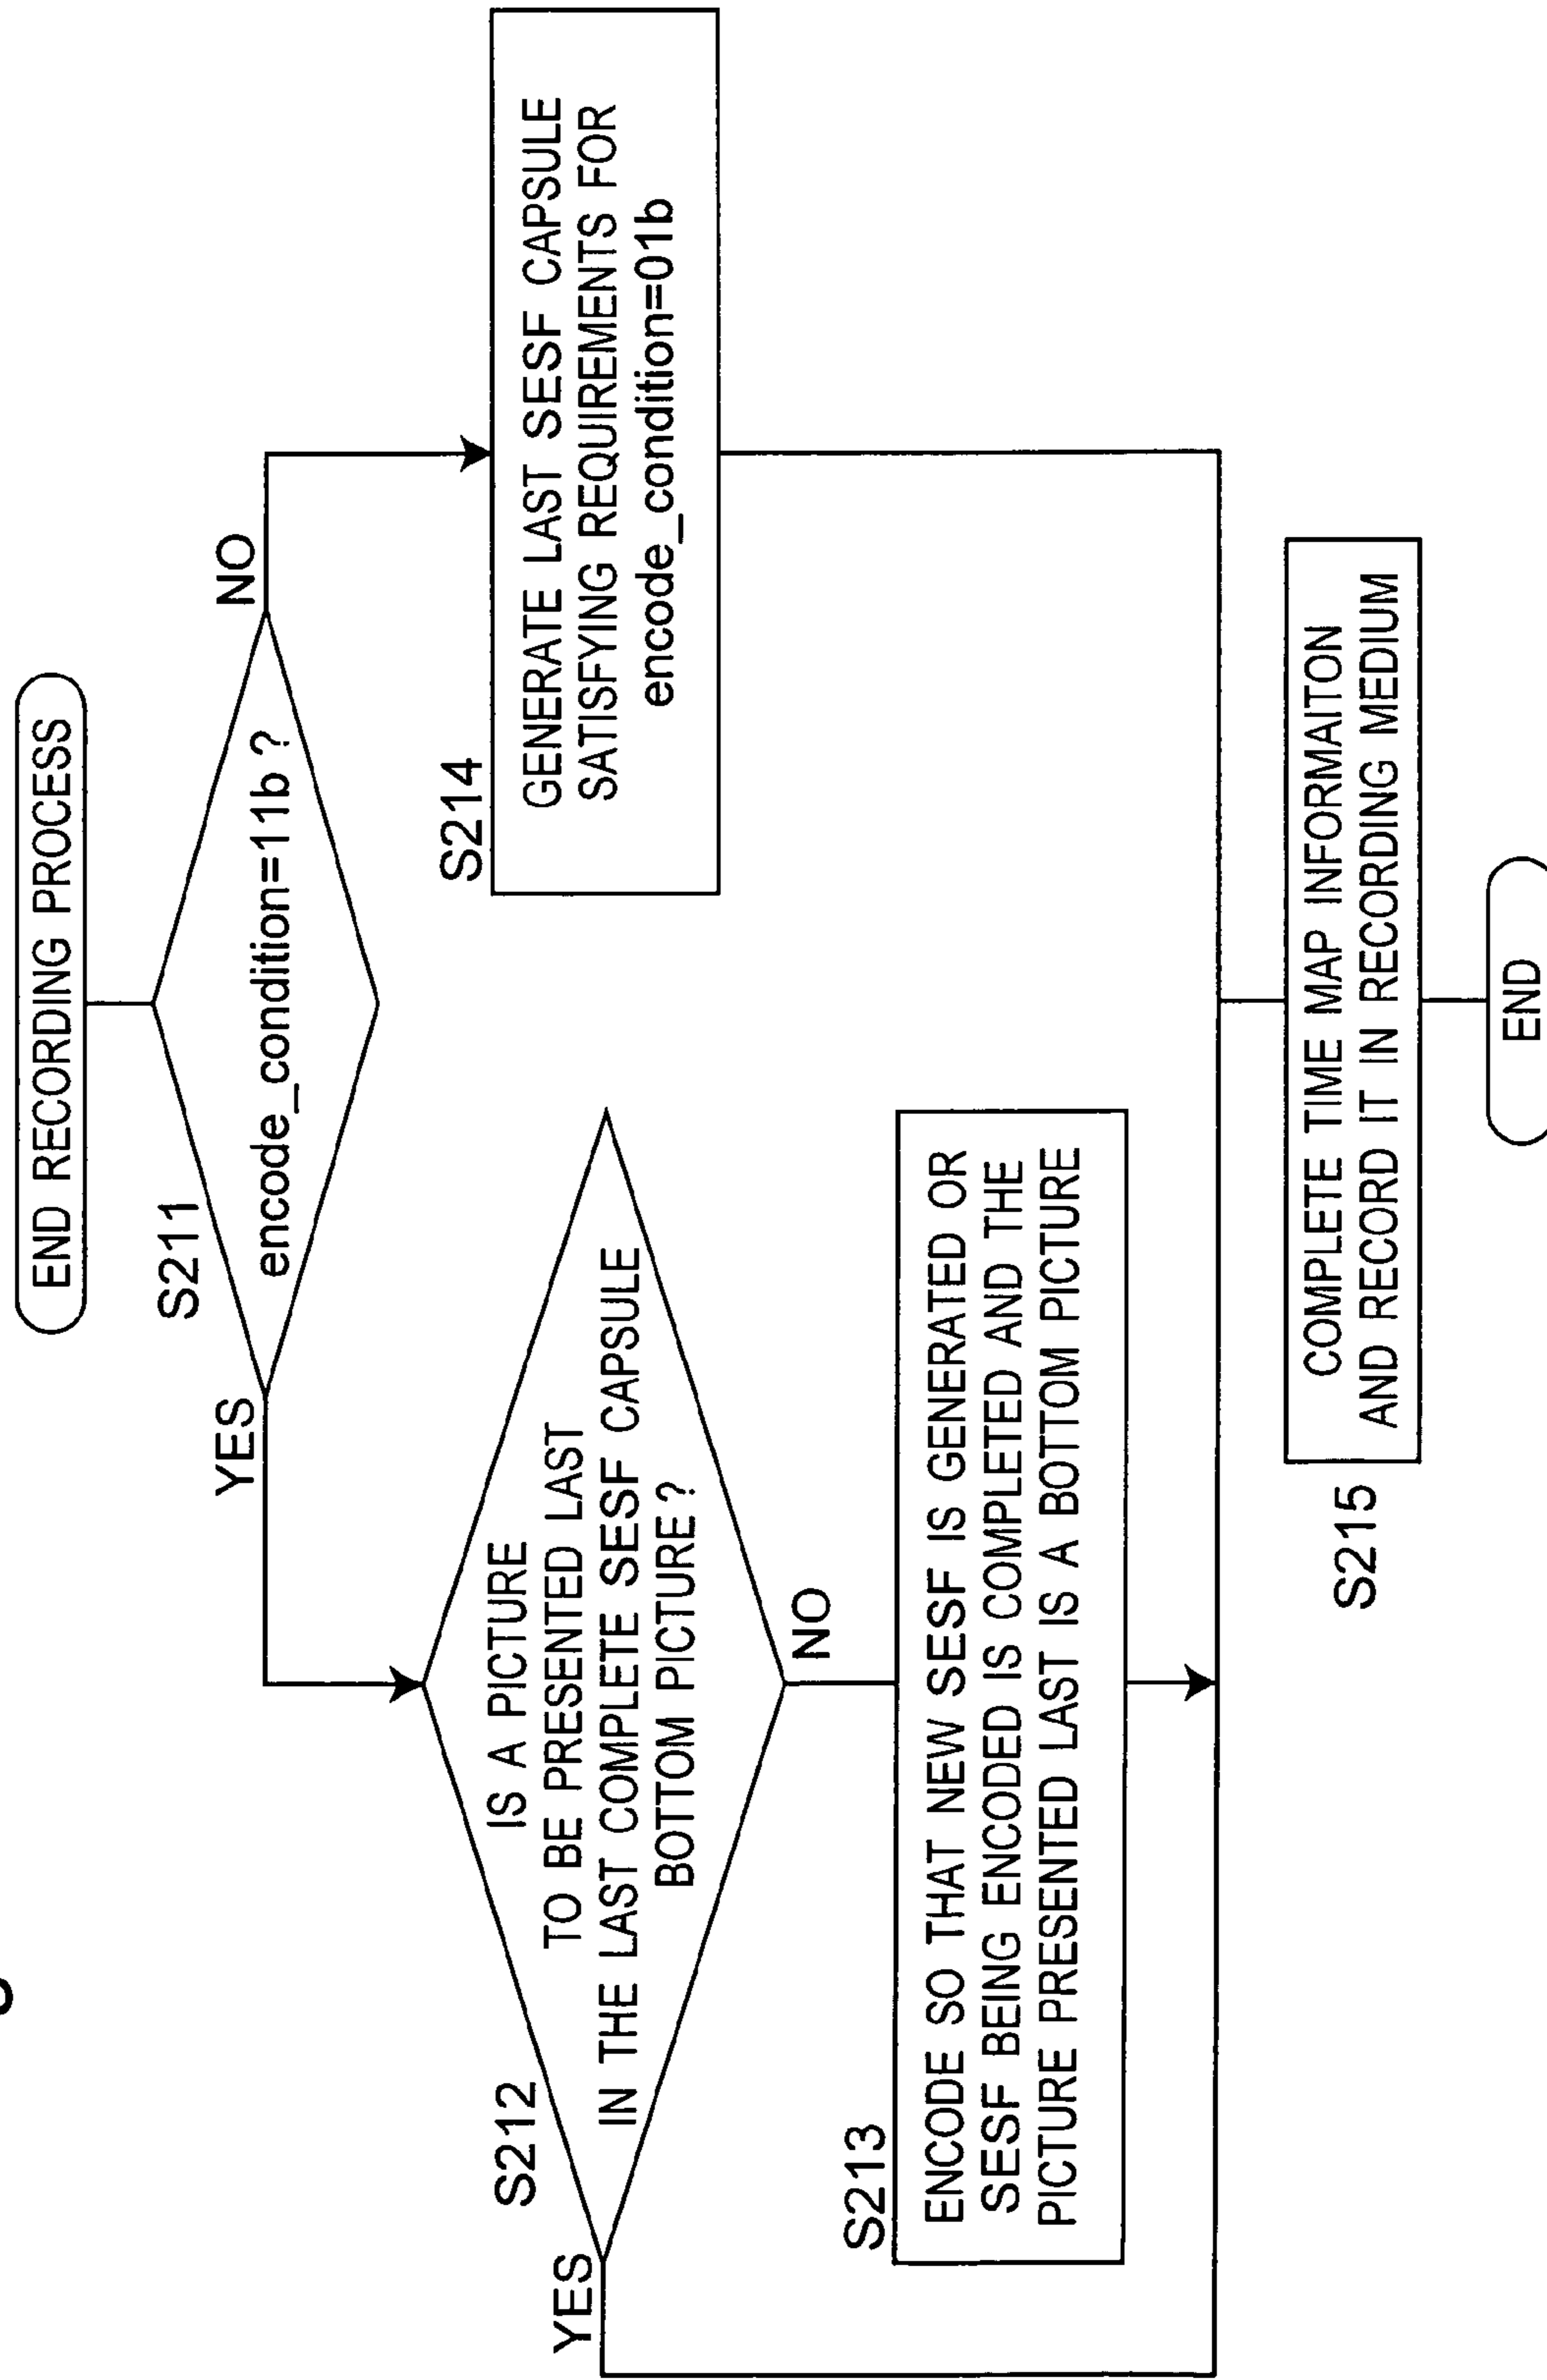 END RECORDING PROCESS
S211
encode_condition=11b ?
YES
NO
S212
IS A PICTURE
TO BE PRESENTED LAST
IN THE LAST COMPLETE SESF CAPSULE
BOTTOM PICTURE ?
YES
NO
S213
ENCODE SO THAT NEW SESF IS GENERATED OR
SESF BEING ENCODED IS COMPLETED AND THE
PICTURE PRESENTED LAST IS A BOTTOM PICTURE
S214
GENERATE LAST SESF CAPSULE
SATISFYING REQUIREMENTS FOR
encode_condition=01b
S215
COMPLETE TIME MAP INFORMAITON
AND RECORD IT IN RECORDING MEDIUM
END